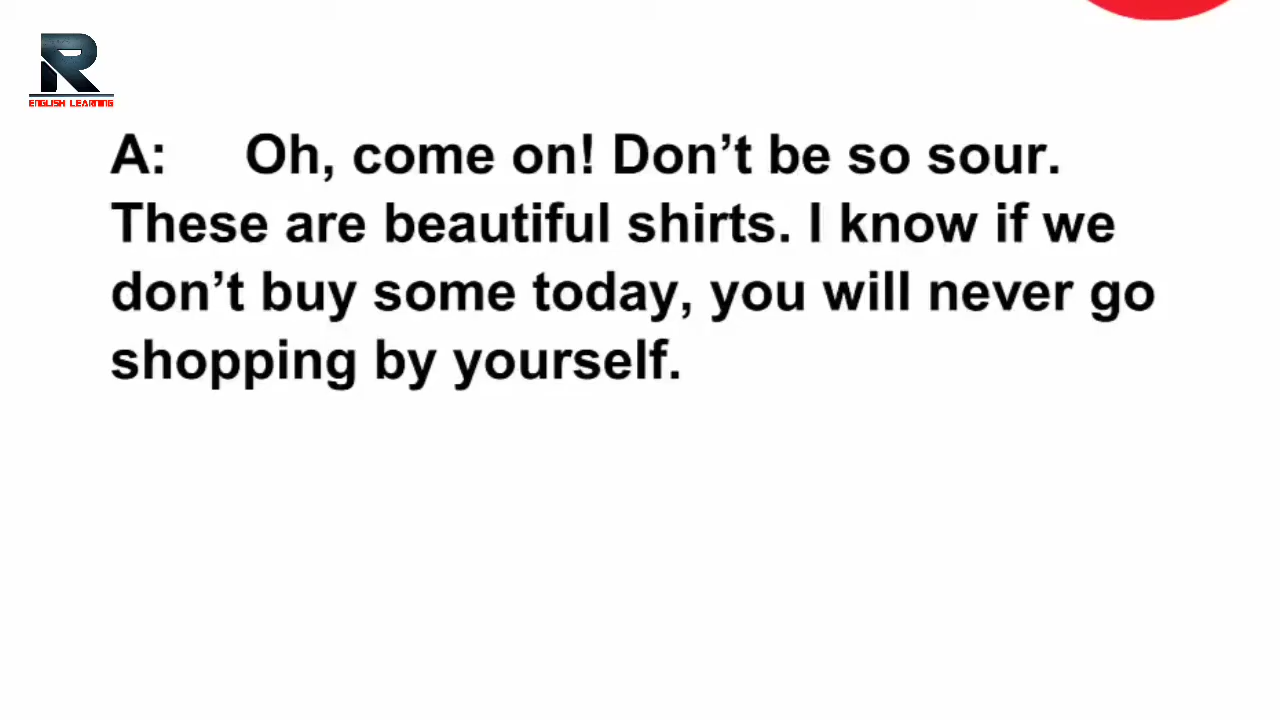 R
ENGLISH LEARNING
A: Oh, come on! Don’t be so sour.
These are beautiful shirts. I know if we
don’t buy some today, you will never go
shopping by yourself.